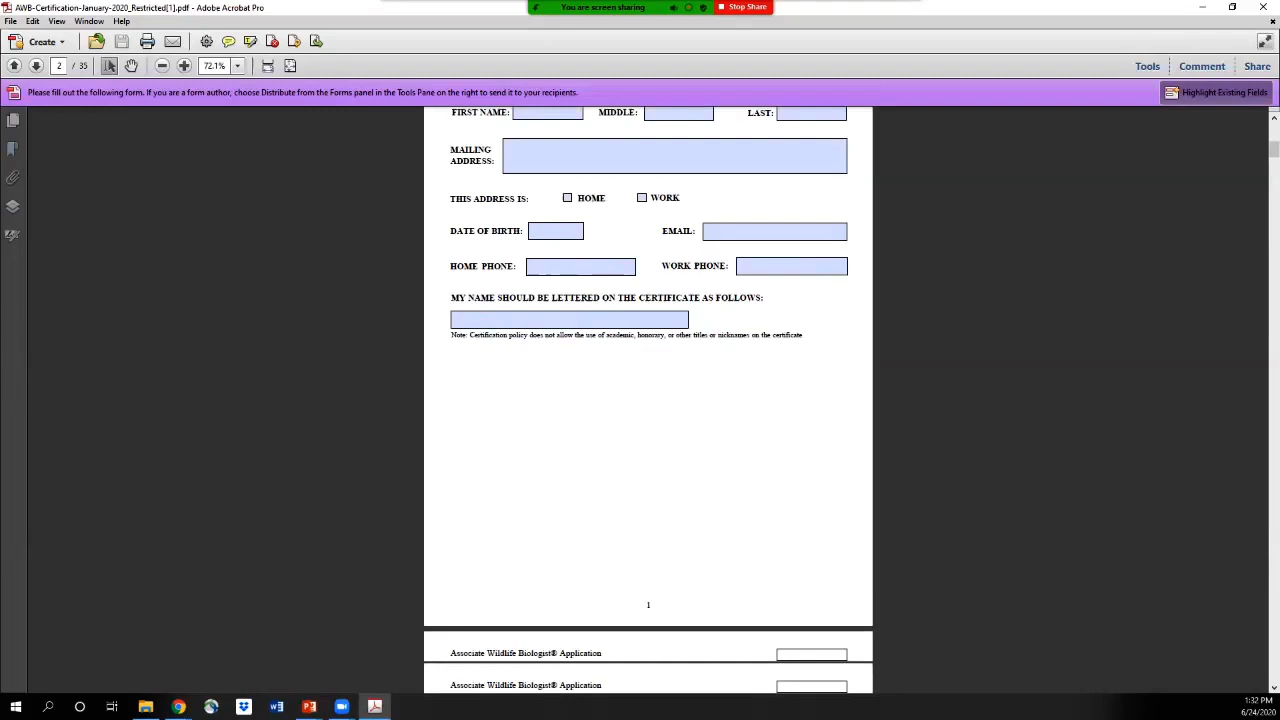 AWB-Certification-January-2020_Restricted[1].pdf - Adobe Acrobat Pro
You are screen sharing
Stop Share
File Edit View Window Help
Create
2 / 35
72.1%
Tools Comment Share
Please fill out the following form. If you are a form author, choose Distribute from the Forms panel in the Tools Pane on the right to send it to your recipients.
Highlight Existing Fields
FIRST NAME: MIDDLE: LAST:
MAILING
ADDRESS:
THIS ADDRESS IS: HOME WORK
DATE OF BIRTH: EMAIL:
HOME PHONE: WORK PHONE:
MY NAME SHOULD BE LETTERED ON THE CERTIFICATE AS FOLLOWS:
Note: Certification policy does not allow the use of academic, honorary, or other titles or nicknames on the certificate
1
Associate Wildlife Biologist® Application
Associate Wildlife Biologist® Application
1:32 PM
6/24/2020